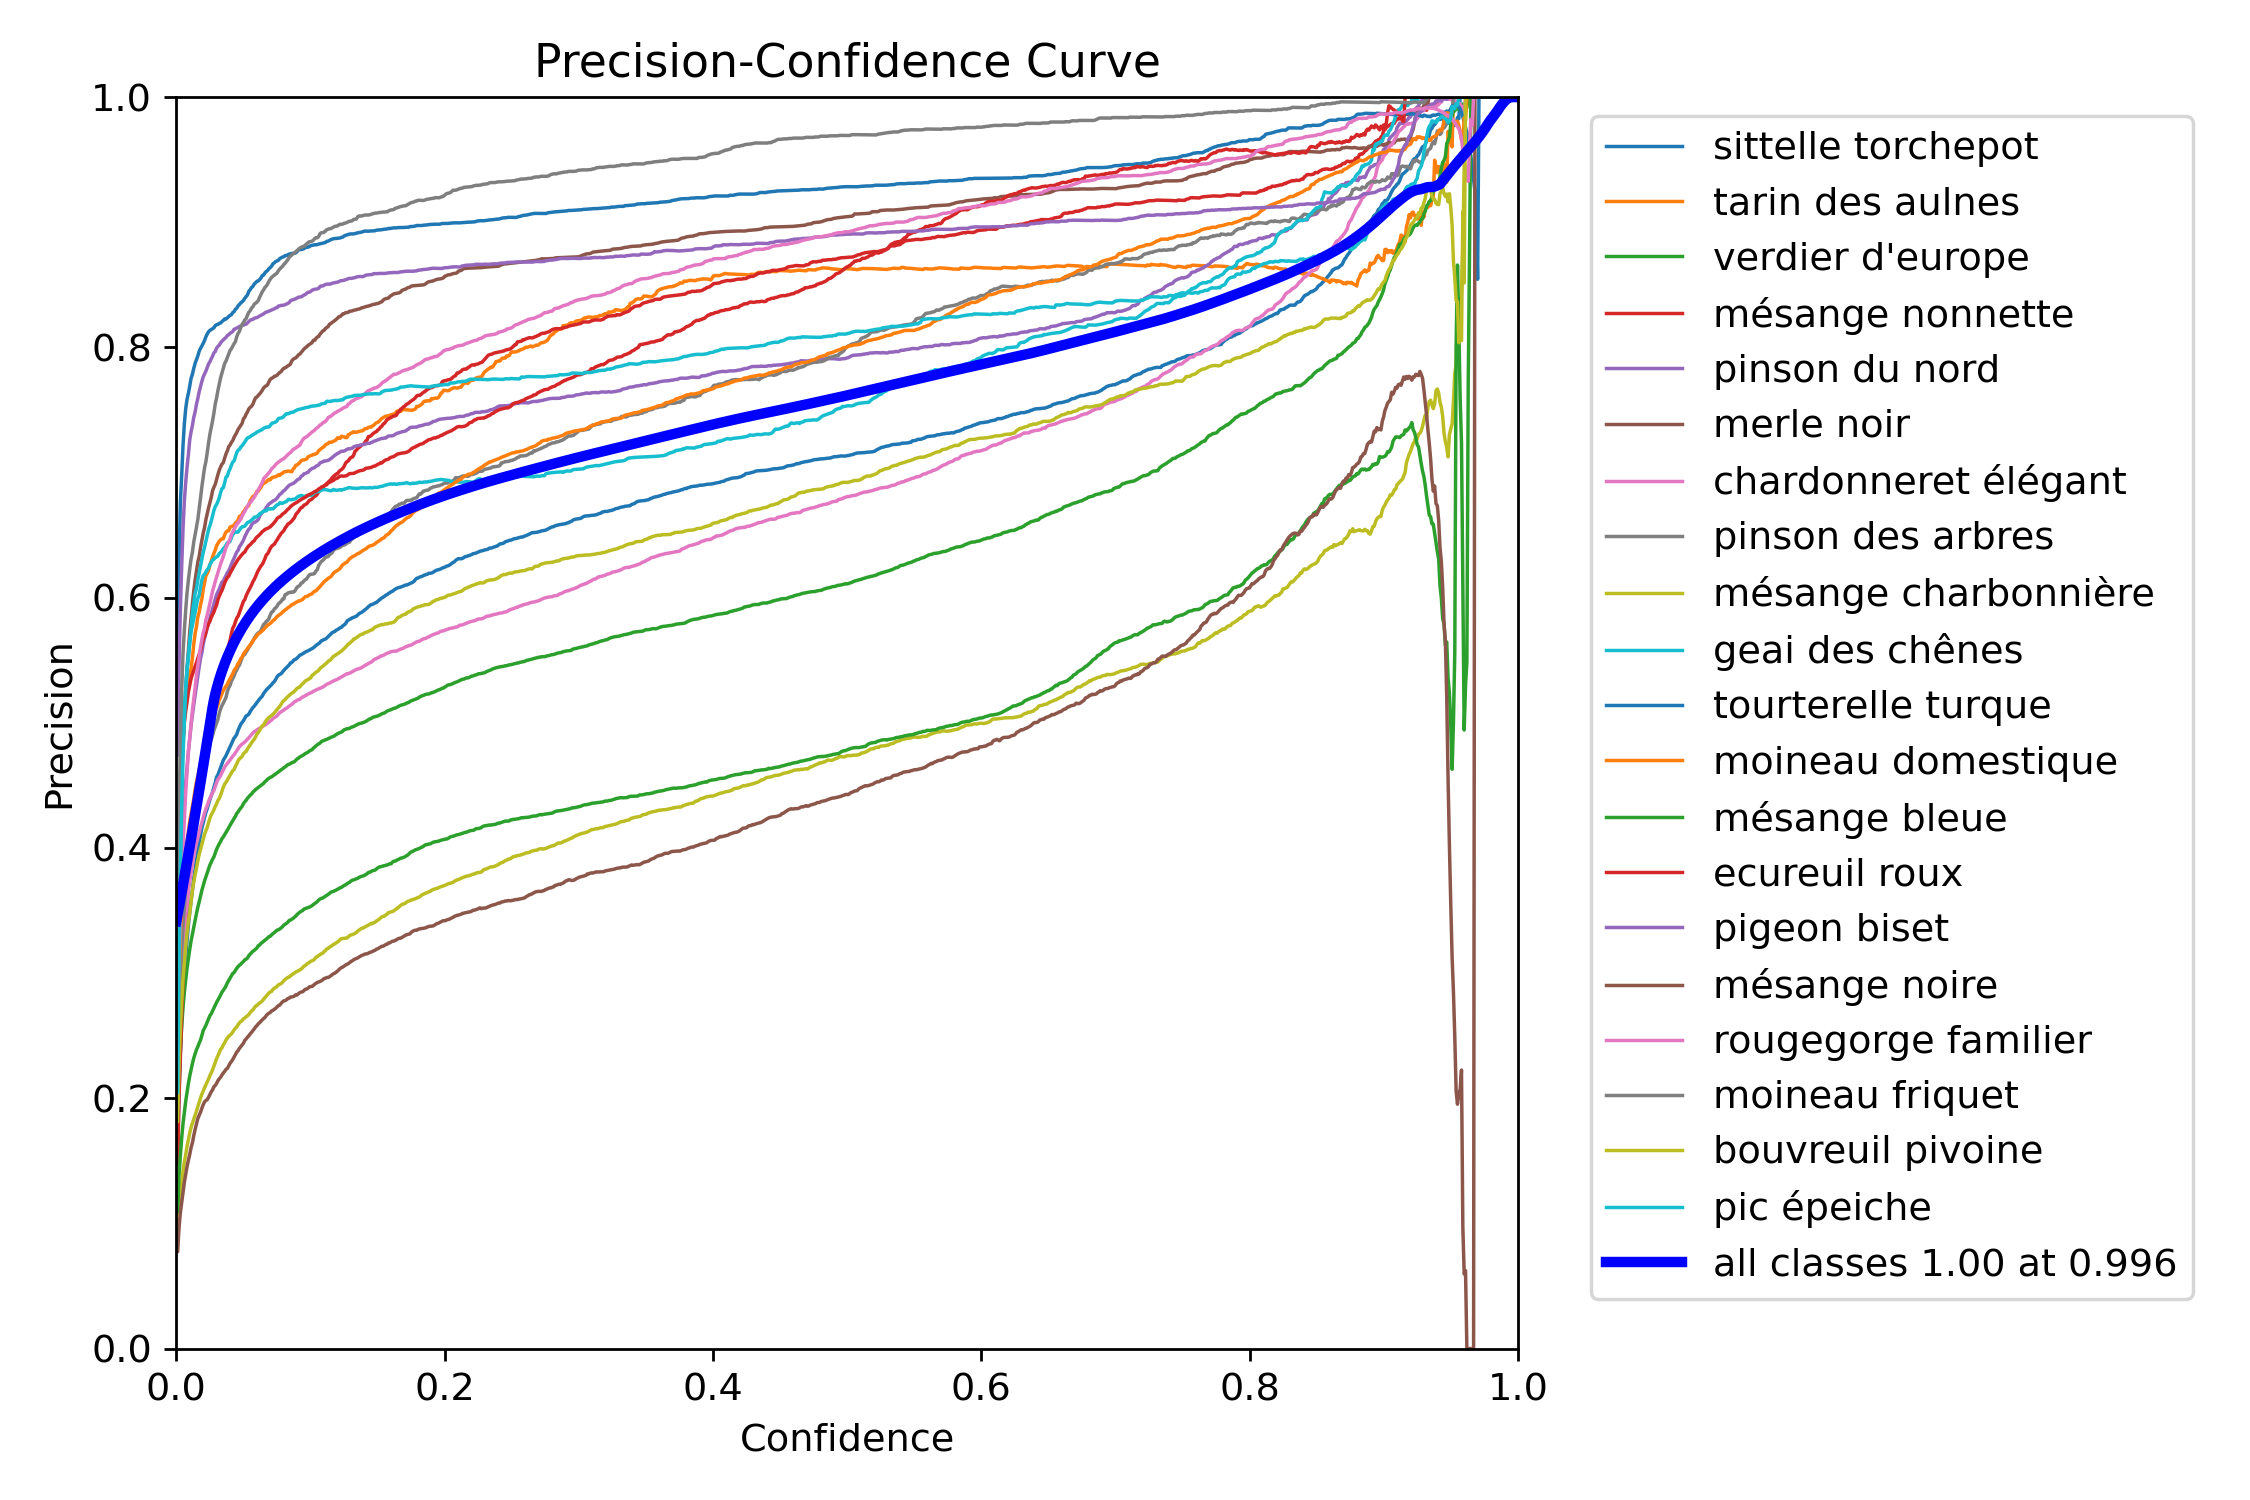 Precision-Confidence Curve
1.0
0.8
0.6
0.4
0.2
0.0
Precision
0.0 0.2 0.4 0.6 0.8 1.0
Confidence
sittelle torchepot
tarin des aulnes
verdier d'europe
mésange nonnette
pinson du nord
merle noir
chardonneret élégant
pinson des arbres
mésange charbonnière
geai des chênes
tourterelle turque
moineau domestique
mésange bleue
ecureuil roux
pigeon biset
mésange noire
rougegorge familier
moineau friquet
bouvreuil pivoine
pic épeiche
all classes 1.00 at 0.996